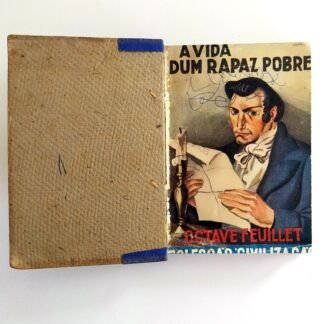 A VIDA
DUM RAPAZ POBRE
OCTAVE FEUILLET